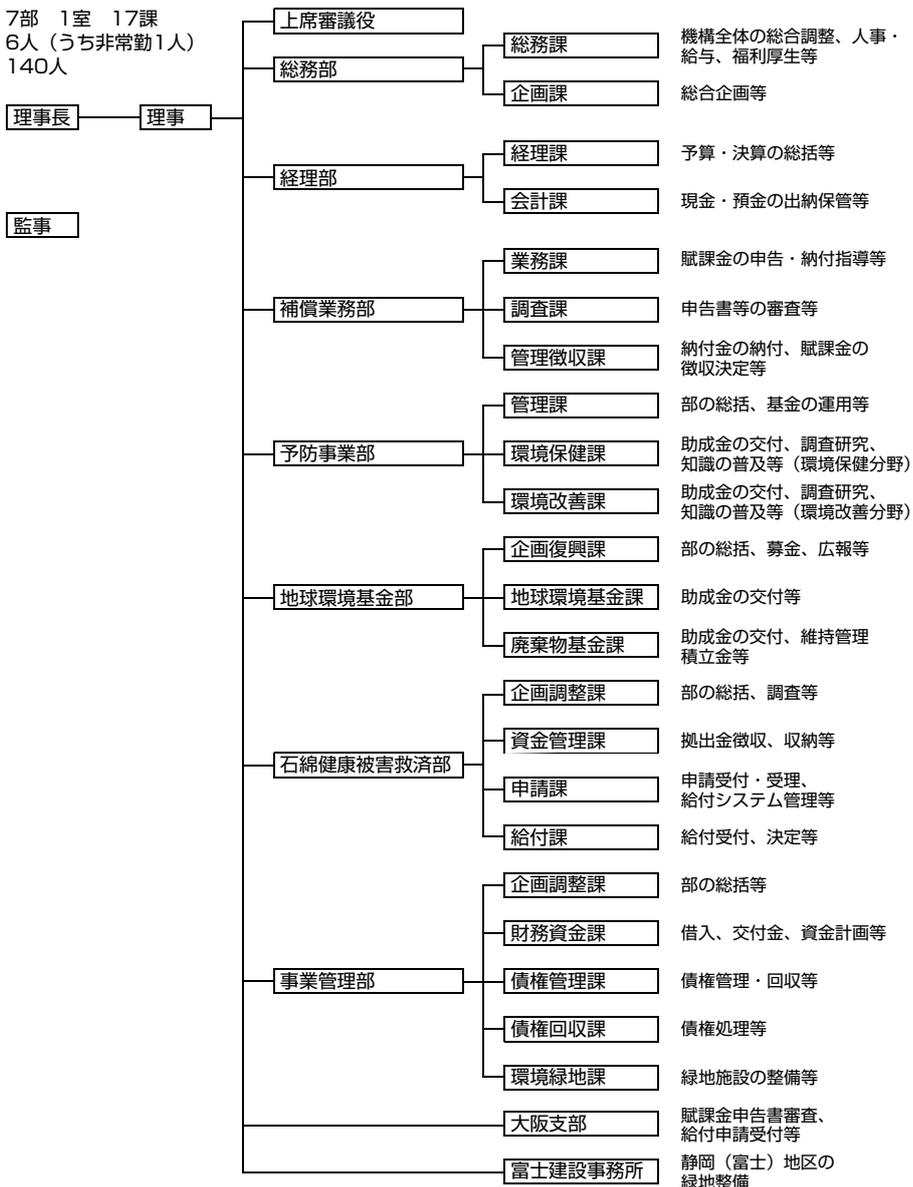 7部　1室　17課
6人（うち非常勤1人）
140人
理事長
理事
監事
上席審議役
総務部
総務課
機構全体の総合調整、人事・
給与、福利厚生等
企画課
総合企画等
経理部
経理課
予算・決算の総括等
会計課
現金・預金の出納保管等
補償業務部
業務課
賦課金の申告・納付指導等
調査課
申告書等の審査等
管理徴収課
納付金の納付、賦課金の
徴収決定等
予防事業部
管理課
部の総括、基金の運用等
環境保健課
助成金の交付、調査研究、
知識の普及等（環境保健分野）
環境改善課
助成金の交付、調査研究、
知識の普及等（環境改善分野）
地球環境基金部
企画復興課
部の総括、募金、広報等
地球環境基金課
助成金の交付等
廃棄物基金課
助成金の交付、維持管理
積立金等
石綿健康被害救済部
企画調整課
部の総括、調査等
資金管理課
拠出金徴収、収納等
申請課
申請受付・受理、
給付システム管理等
給付課
給付受付、決定等
事業管理部
企画調整課
部の総括等
財務資金課
借入、交付金、資金計画等
債権管理課
債権管理・回収等
債権回収課
債権処理等
環境緑地課
緑地施設の整備等
大阪支部
賦課金申告書審査、
給付申請受付等
富士建設事務所
静岡（富士）地区の
緑地整備